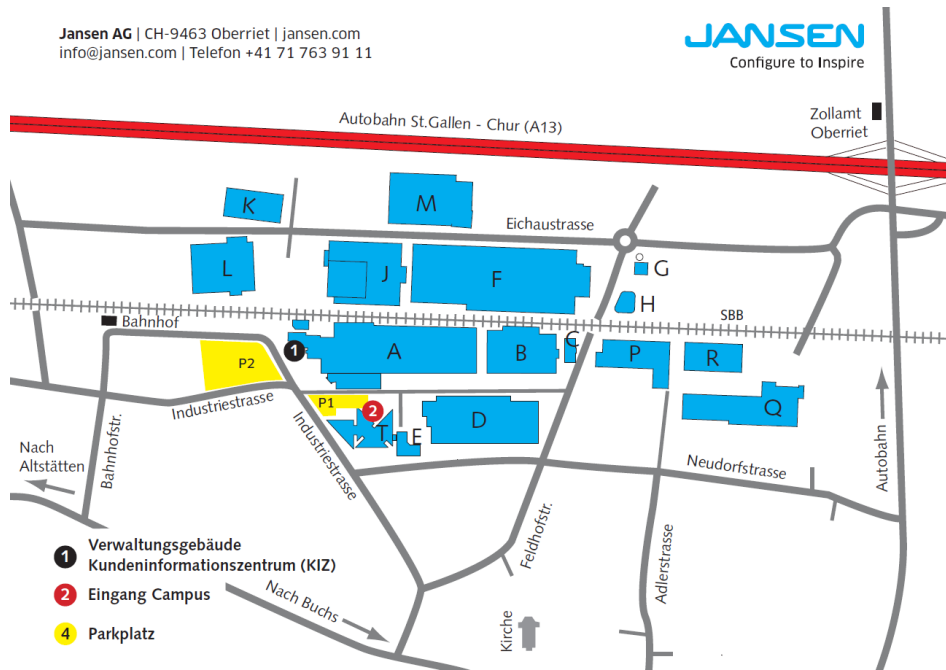 Jansen AG | CH-9463 Oberriet | jansen.com
info@jansen.com | Telefon +41 71 763 91 11
JANSEN
Configure to Inspire
Zollamt
Oberriet
Autobahn St.Gallen - Chur (A13)
K
M
Eichaustrasse
L
J
F
G
H
SBB
Bahnhof
1
A
B
C
P
R
P2
P1
2
Industriestrasse
Industriestrasse
T
E
D
Q
Nach
Altstätten
Bahnhofstr.
Neudorfstrasse
Autobahn
Feldhofstr.
Adlerstrasse
1 Verwaltungsgebäude
Kundeninformationszentrum (KIZ)
2 Eingang Campus
4 Parkplatz
Nach Buchs
Kirche